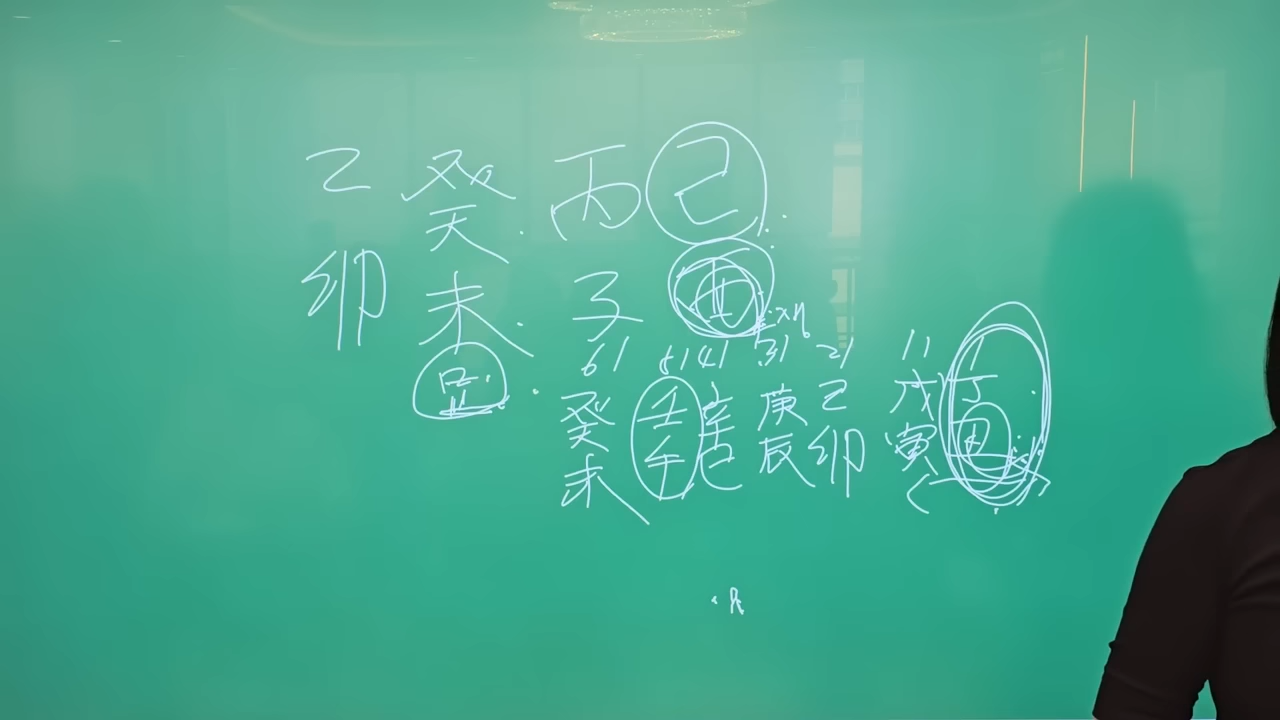 乙 癸 丙 己
卯 未 子 酉
61 51 41 31 21 11 1
癸 壬 辛 庚 己 戊 丁
未 午 巳 辰 卯 寅 丑